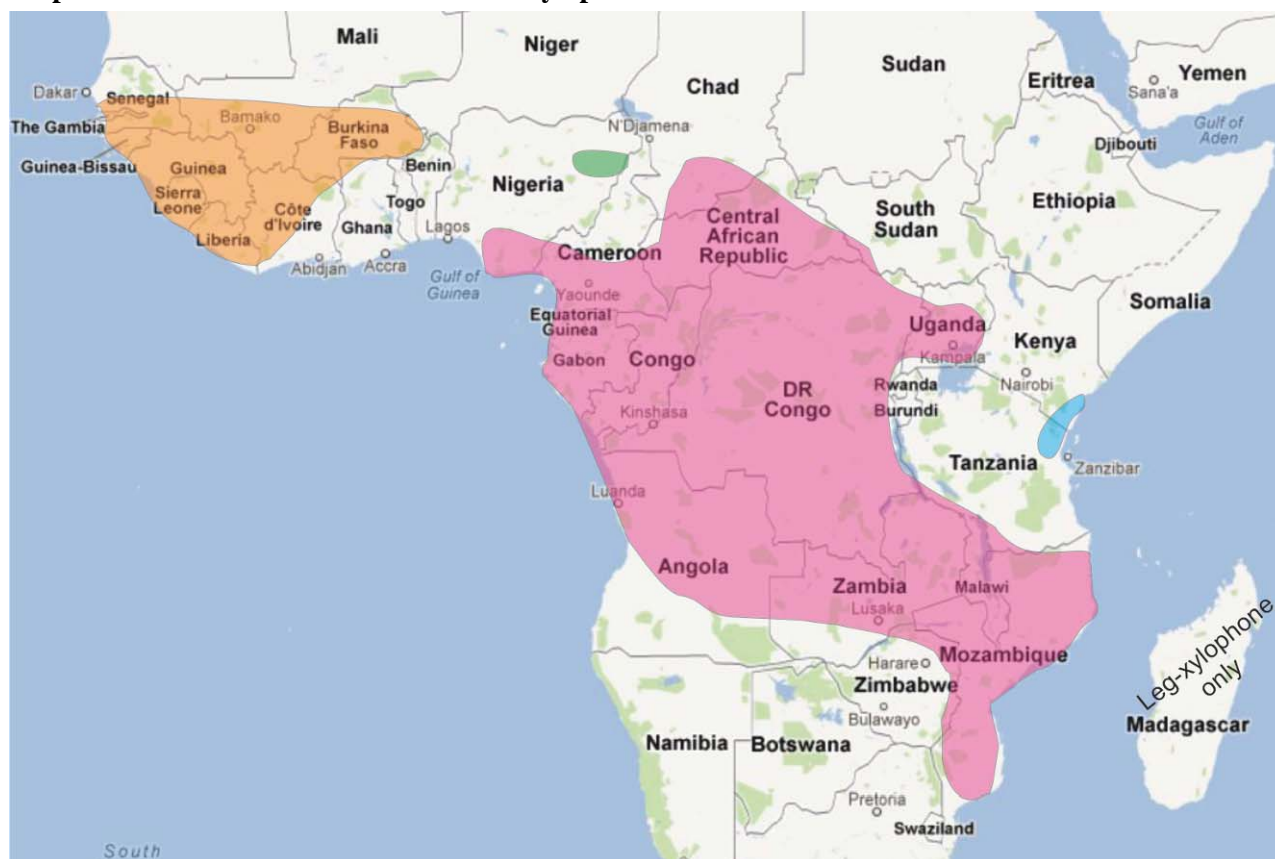 Mali
Niger
Chad
Sudan
Eritrea
Yemen
Sana'a
Dakar
Senegal
The Gambia
Bamako
Burkina
Faso
N'Djamena
Gulf of
Aden
Djibouti
Guinea-Bissau
Guinea
Benin
Nigeria
Sierra
Leone
Côte
d'Ivoire
Togo
Ghana
Lagos
Liberia
Abidjan
Accra
Gulf of
Guinea
Central
African
Republic
South
Sudan
Ethiopia
Cameroon
Yaounde
Equatorial
Guinea
Somalia
Uganda
Kampala
Kenya
Nairobi
Gabon
Congo
DR
Congo
Rwanda
Burundi
Kinshasa
Tanzania
Zanzibar
Luanda
Angola
Zambia
Lusaka
Malawi
Mozambique
Harare
Zimbabwe
Bulawayo
Leg-xylophone
only
Madagascar
Namibia
Botswana
Pretoria
Swaziland
South